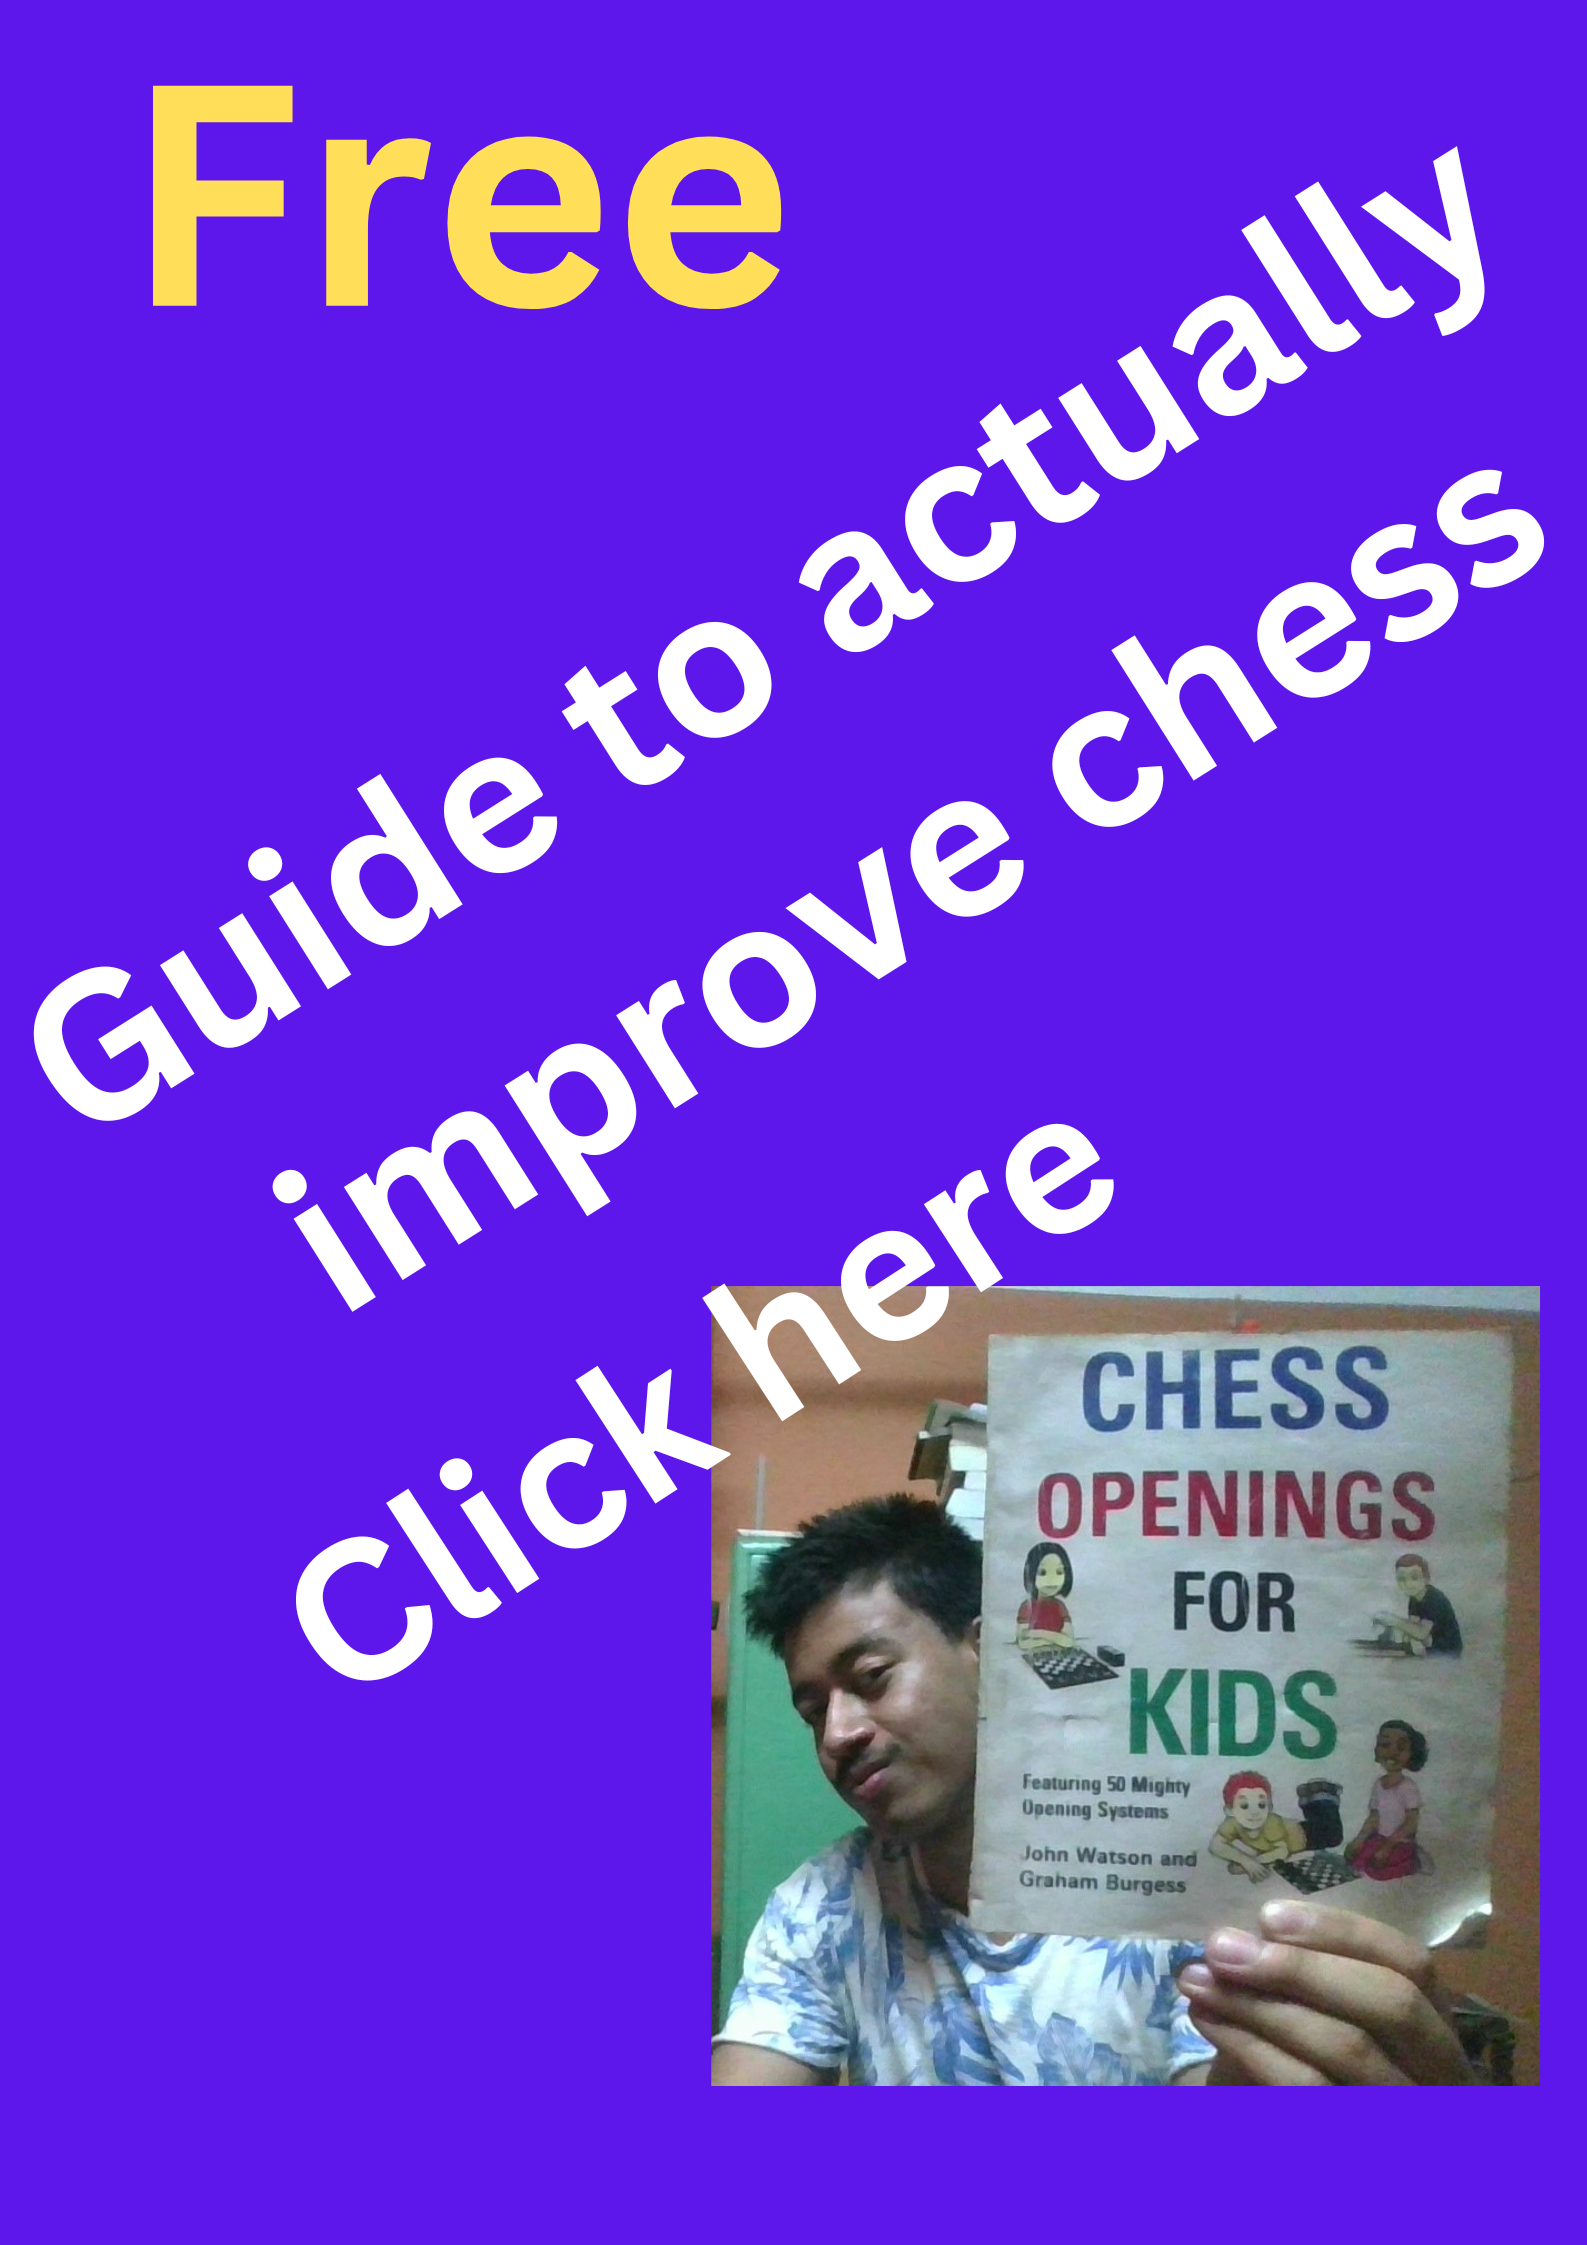 Free
Guide to actually
improve chess
Click here
CHESS
OPENINGS
FOR
KIDS
Featuring 50 Mighty
Opening Systems
John Watson and
Graham Burgess